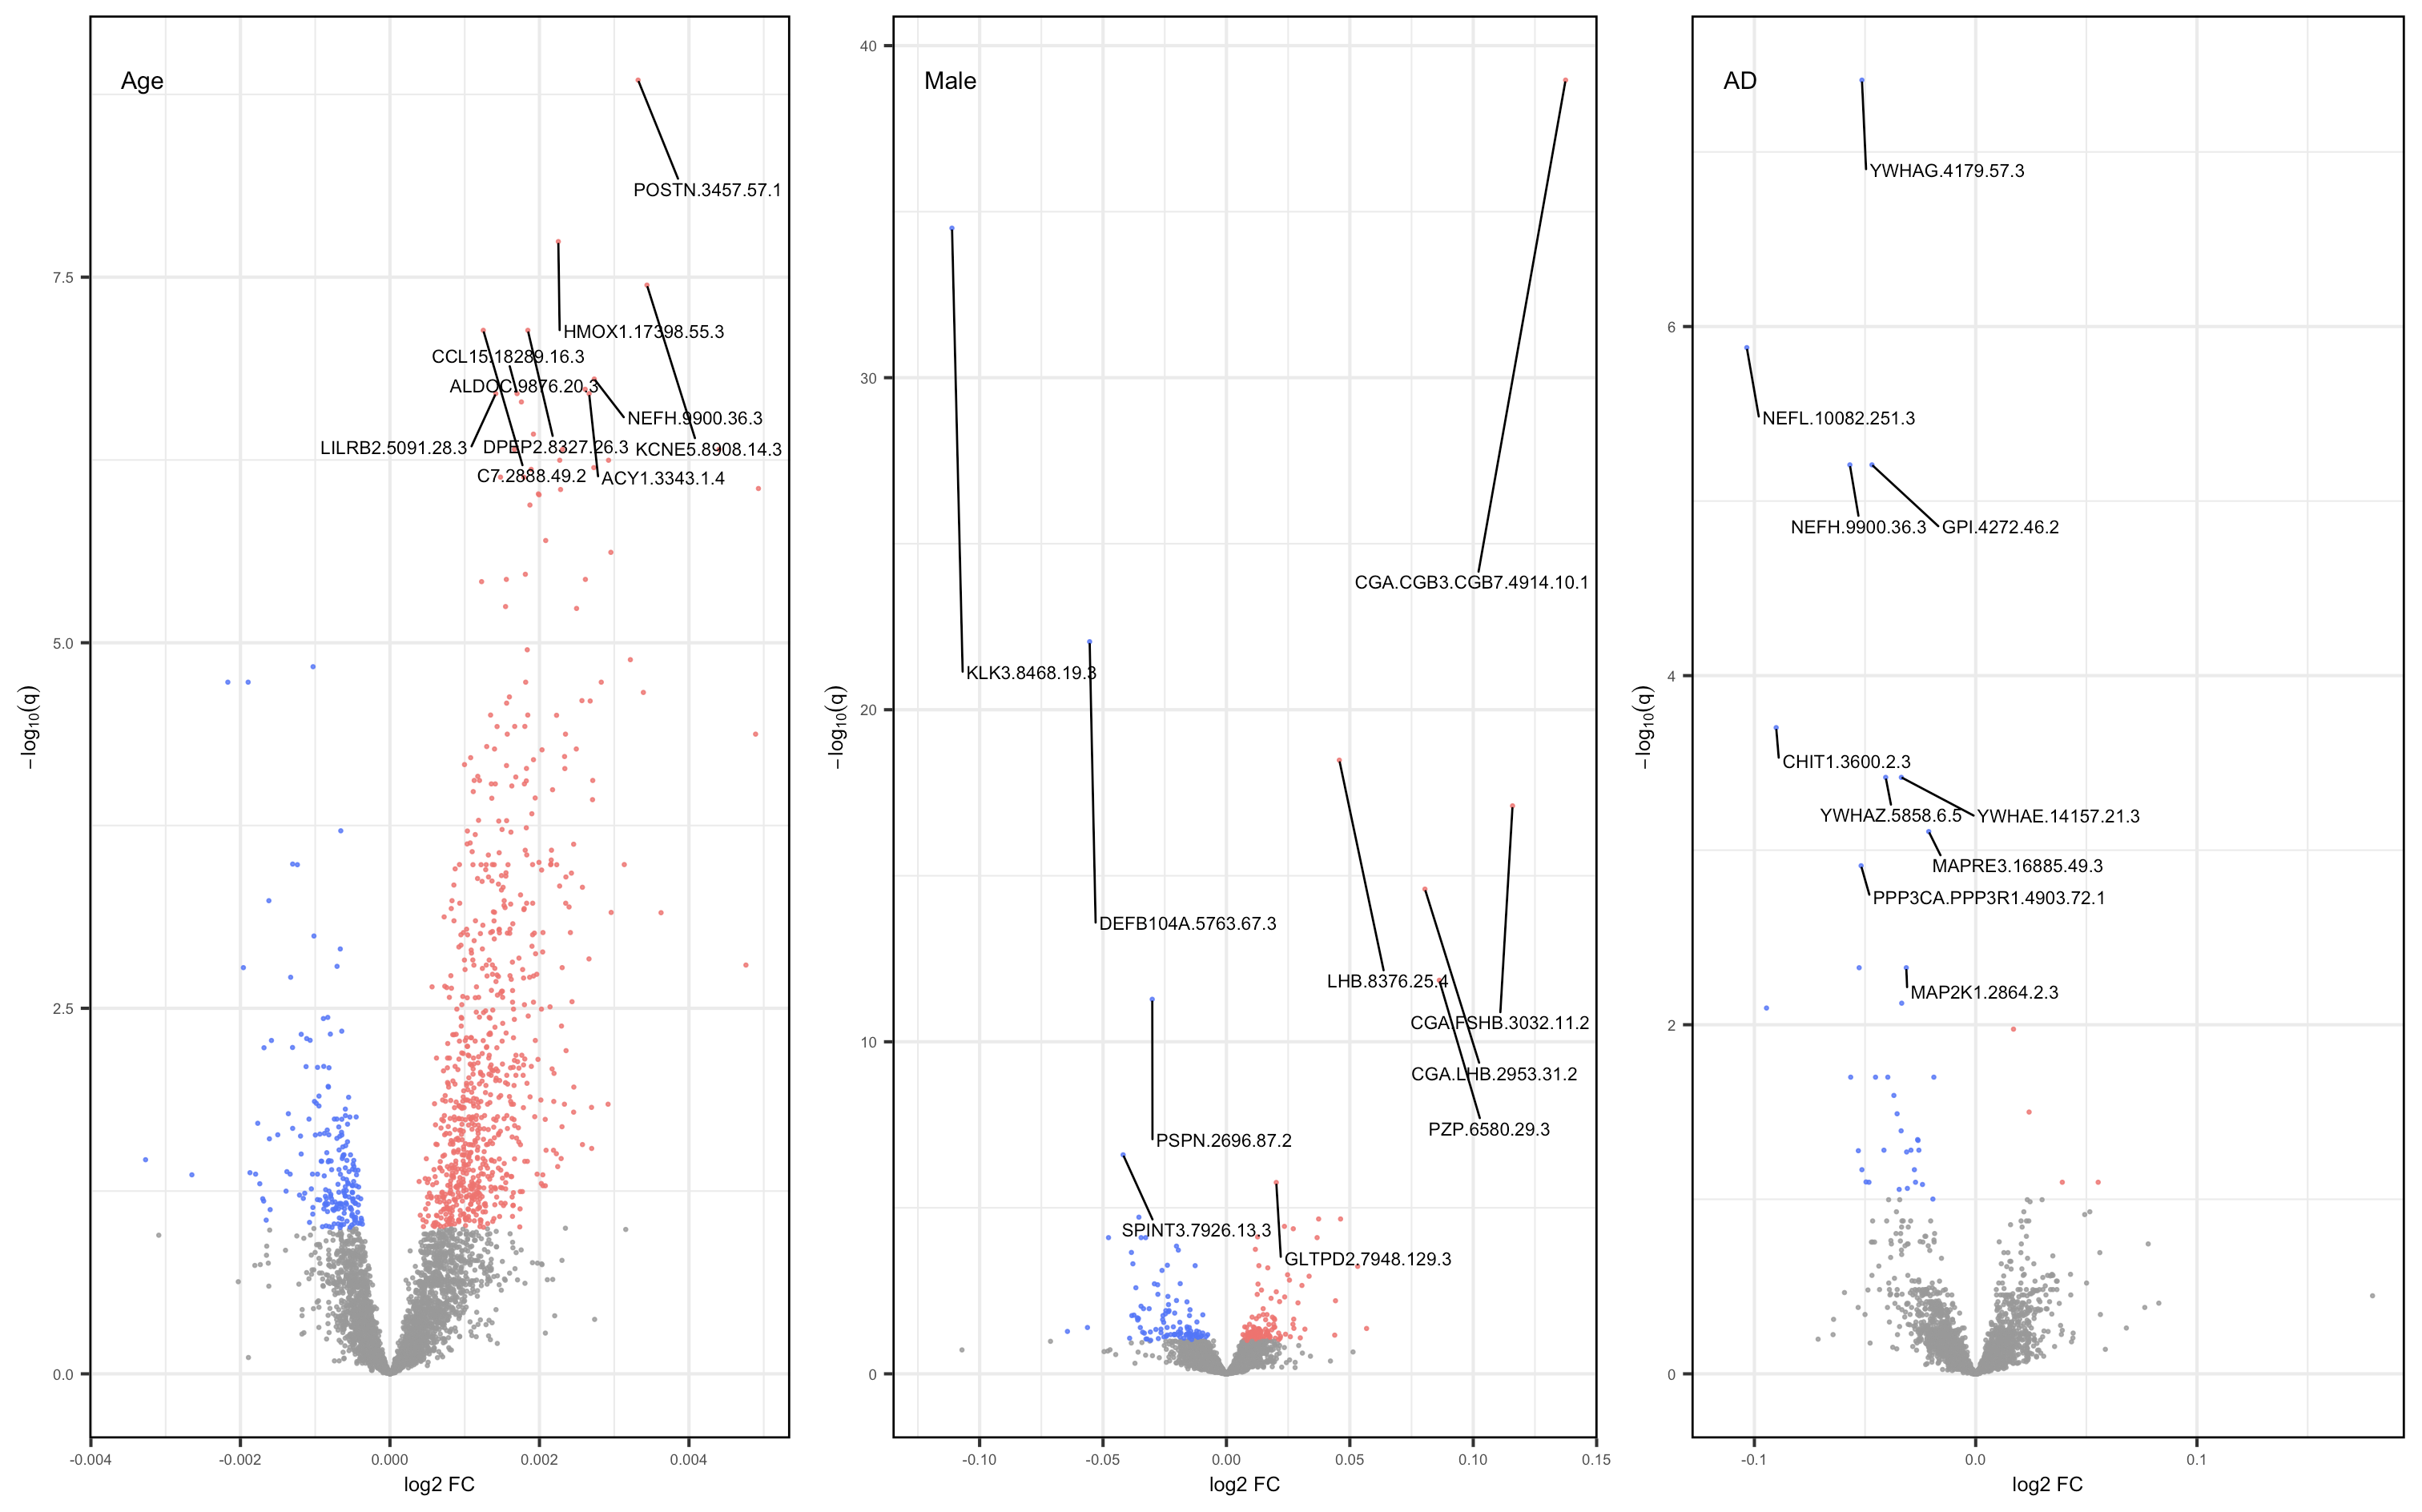 Age
POSTN.3457.57.1
HMOX1.17398.55.3
CCL15.18289.16.3
ALDOC.9876.20.3
NEFH.9900.36.3
LILRB2.5091.28.3
DPEP2.8327.26.3
KCNE5.8908.14.3
C7.2888.49.2
ACY1.3343.1.4
7.5
5.0
2.5
0.0
−log10(q)
-0.004
-0.002
0.000
0.002
0.004
log2 FC
Male
CGA.CGB3.CGB7.4914.10.1
KLK3.8468.19.3
DEFB104A.5763.67.3
LHB.8376.25.4
CGA.FSHB.3032.11.2
CGA.LHB.2953.31.2
PZP.6580.29.3
PSPN.2696.87.2
SPINT3.7926.13.3
GLTPD2.7948.129.3
40
30
20
10
0
−log10(q)
-0.10
-0.05
0.00
0.05
0.10
0.15
log2 FC
AD
YWHAG.4179.57.3
NEFL.10082.251.3
NEFH.9900.36.3
GPI.4272.46.2
CHIT1.3600.2.3
YWHAZ.5858.6.5
YWHAE.14157.21.3
MAPRE3.16885.49.3
PPP3CA.PPP3R1.4903.72.1
MAP2K1.2864.2.3
6
4
2
0
−log10(q)
-0.1
0.0
0.1
log2 FC